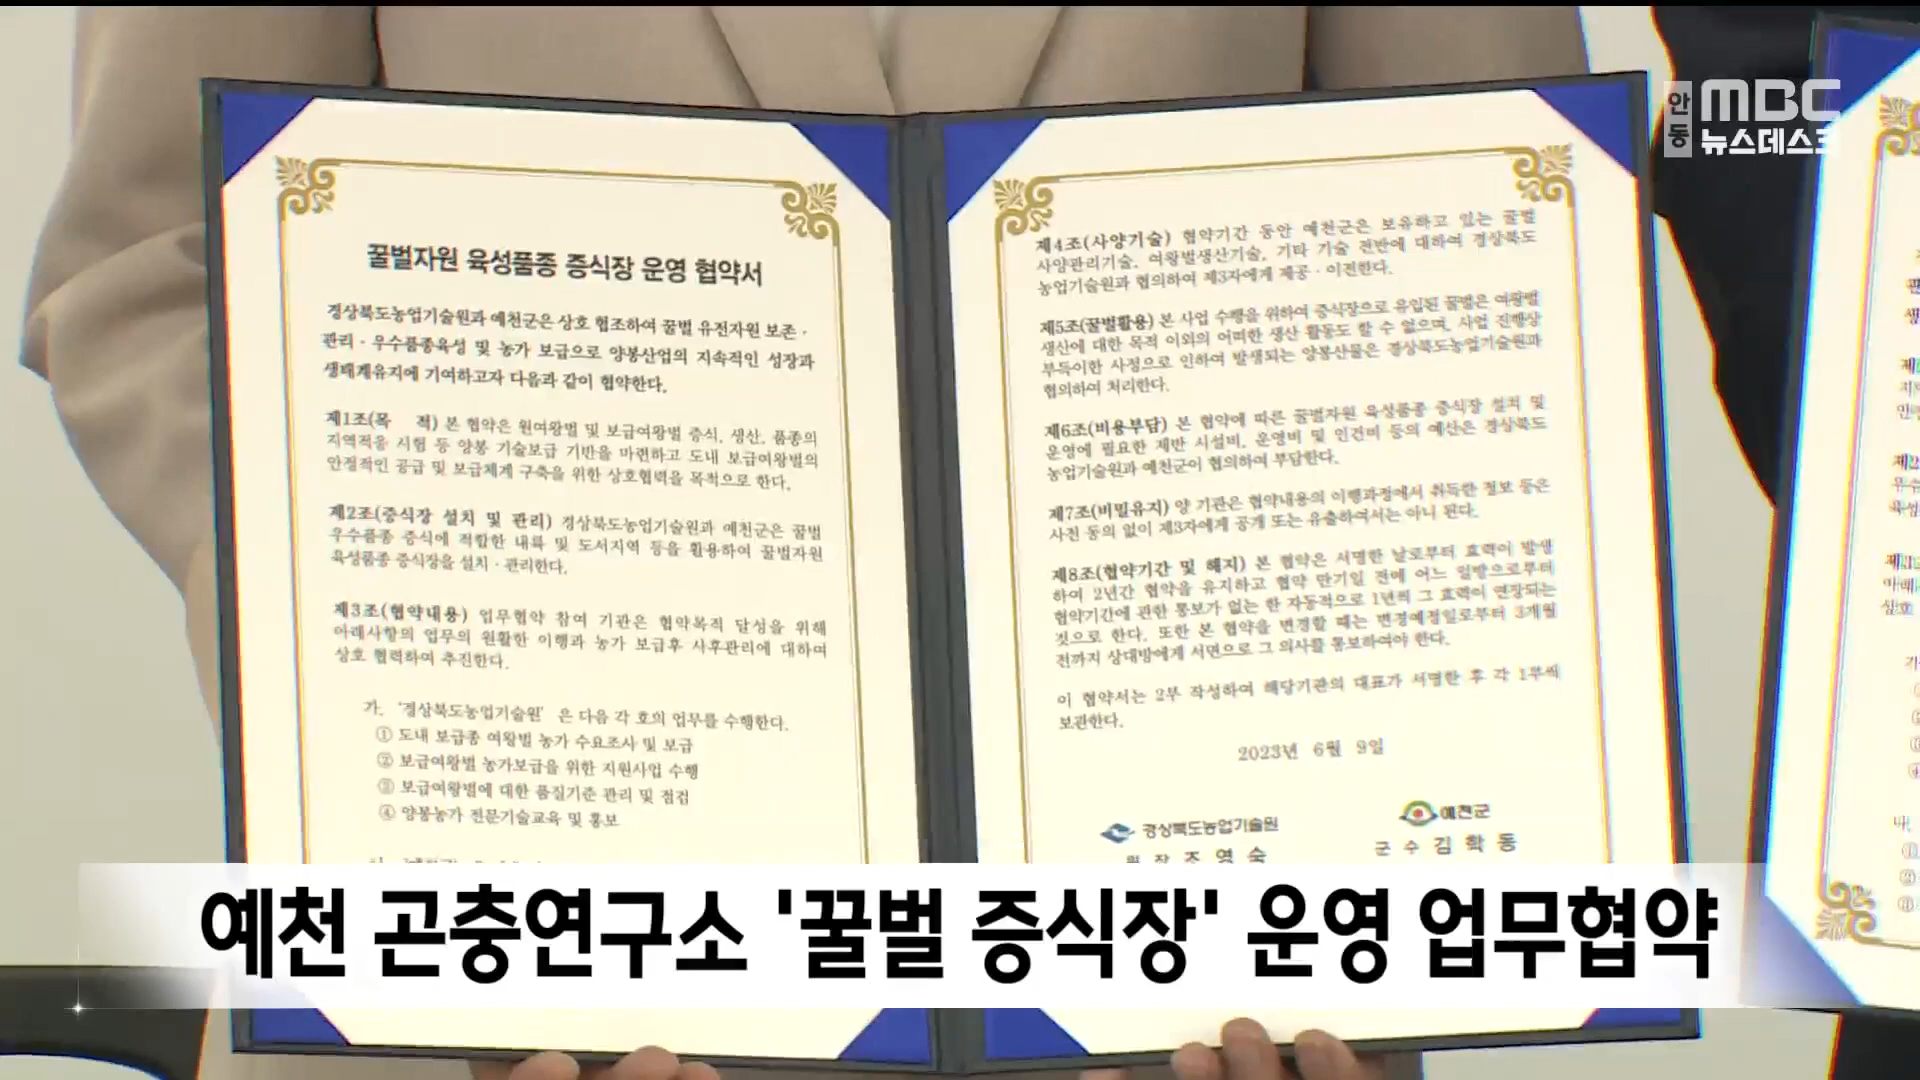 안동
MBC
뉴스데스크
꿀벌자원 육성품종 증식장 운영 협약서
경상북도농업기술원과 예천군은 상호 협조하여 꿀벌 유전자원 보존 ·
관리 · 우수품종육성 및 농가 보급으로 양봉산업의 지속적인 성장과
생태계유지에 기여하고자 다음과 같이 협약한다.
제1조(목 적) 본 협약은 원여왕벌 및 보급여왕벌 증식, 생산, 품종의
지역적응 시험 등 양봉 기술보급 기반을 마련하고 도내 보급여왕벌의
안정적인 공급 및 보급체계 구축을 위한 상호협력을 목적으로 한다.
제2조(증식장 설치 및 관리) 경상북도농업기술원과 예천군은 꿀벌
우수품종 증식에 적합한 내륙 및 도서지역 등을 활용하여 꿀벌자원
육성품종 증식장을 설치 · 관리한다.
제3조(협약내용) 업무협약 참여 기관은 협약목적 달성을 위해
아래사항의 업무의 원활한 이행과 농가 보급후 사후관리에 대하여
상호 협력하여 추진한다.
가. '경상북도농업기술원' 은 다음 각 호의 업무를 수행한다.
① 도내 보급종 여왕벌 농가 수요조사 및 보급
② 보급여왕벌 농가보급을 위한 지원사업 수행
③ 보급여왕벌에 대한 품질기준 관리 및 점검
④ 양봉농가 전문기술교육 및 홍보
제4조(사양기술) 협약기간 동안 예천군은 보유하고 있는 꿀벌
사양관리기술, 여왕벌생산기술, 기타 기술 전반에 대하여 경상북도
농업기술원과 협의하여 제3자에게 제공 · 이전한다.
제5조(꿀벌활용) 본 사업 수행을 위하여 증식장으로 유입된 꿀벌은 여왕벌
생산에 대한 목적 이외의 어떠한 생산 활동도 할 수 없으며, 사업 진행상
부득이한 사정으로 인하여 발생되는 양봉산물은 경상북도농업기술원과
협의하여 처리한다.
제6조(비용부담) 본 협약에 따른 꿀벌자원 육성품종 증식장 설치 및
운영에 필요한 제반 시설비, 운영비 및 인건비 등의 예산은 경상북도
농업기술원과 예천군이 협의하여 부담한다.
제7조(비밀유지) 양 기관은 협약내용의 이행과정에서 취득한 정보 등은
사전 동의 없이 제3자에게 공개 또는 유출하여서는 아니 된다.
제8조(협약기간 및 해지) 본 협약은 서명한 날로부터 효력이 발생
하여 2년간 협약을 유지하고 협약 만기일 전에 어느 일방으로부터
협약기간에 관한 통보가 없는 한 자동적으로 1년씩 그 효력이 연장되는
것으로 한다. 또한 본 협약을 변경할 때는 변경예정일로부터 3개월
전까지 상대방에게 서면으로 그 의사를 통보하여야 한다.
이 협약서는 2부 작성하여 해당기관의 대표가 서명한 후 각 1부씩
보관한다.
2023년 6월 9일
경상북도농업기술원
원 장 조 영 숙
예천군
군 수 김 학 동
예천 곤충연구소 '꿀벌 증식장' 운영 업무협약